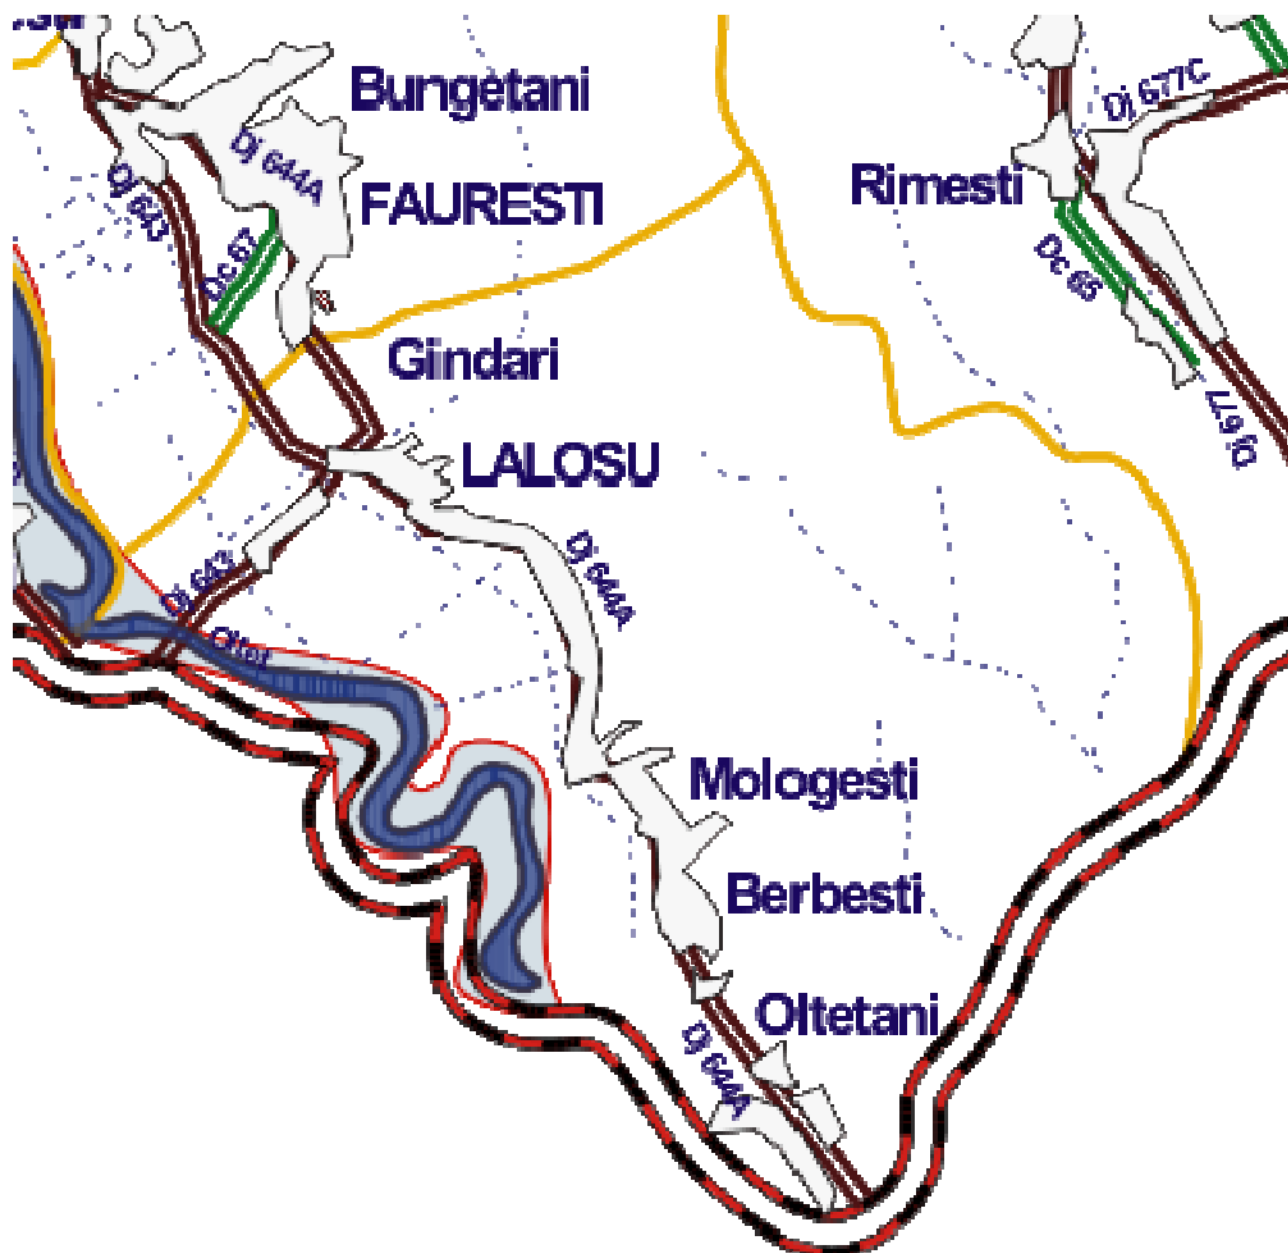 Bungetani
Dj 677C
Dj 644A
Rimesti
Dj 643
FAURESTI
Dc 67
Dc 65
Gindari
Dj 677
LALOSU
Dj 644A
Dj 643
Oltet
Mologesti
Berbesti
Oltetani
Dj 644A